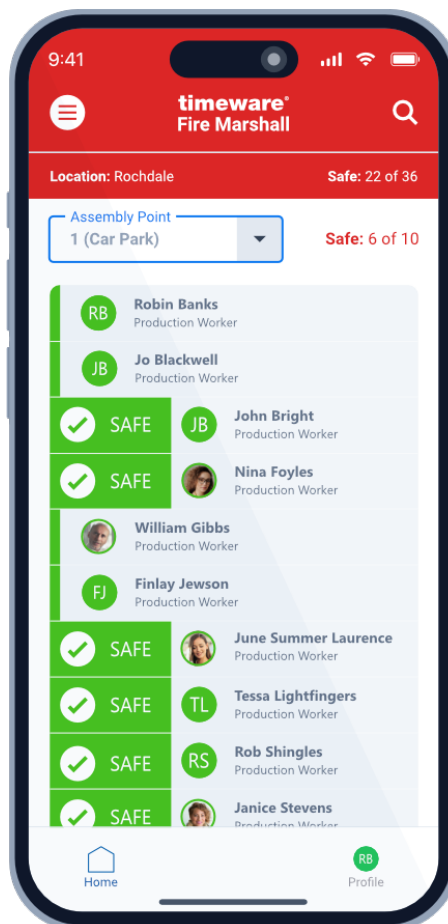 9:41
timeware®
Fire Marshall
Location: Rochdale Safe: 22 of 36
Assembly Point
1 (Car Park) Safe: 6 of 10
RB Robin Banks
Production Worker
JB Jo Blackwell
Production Worker
SAFE JB John Bright
Production Worker
SAFE Nina Foyles
Production Worker
William Gibbs
Production Worker
FJ Finlay Jewson
Production Worker
SAFE June Summer Laurence
Production Worker
SAFE TL Tessa Lightfingers
Production Worker
SAFE RS Rob Shingles
Production Worker
SAFE Janice Stevens
Production Worker
RB
Home Profile